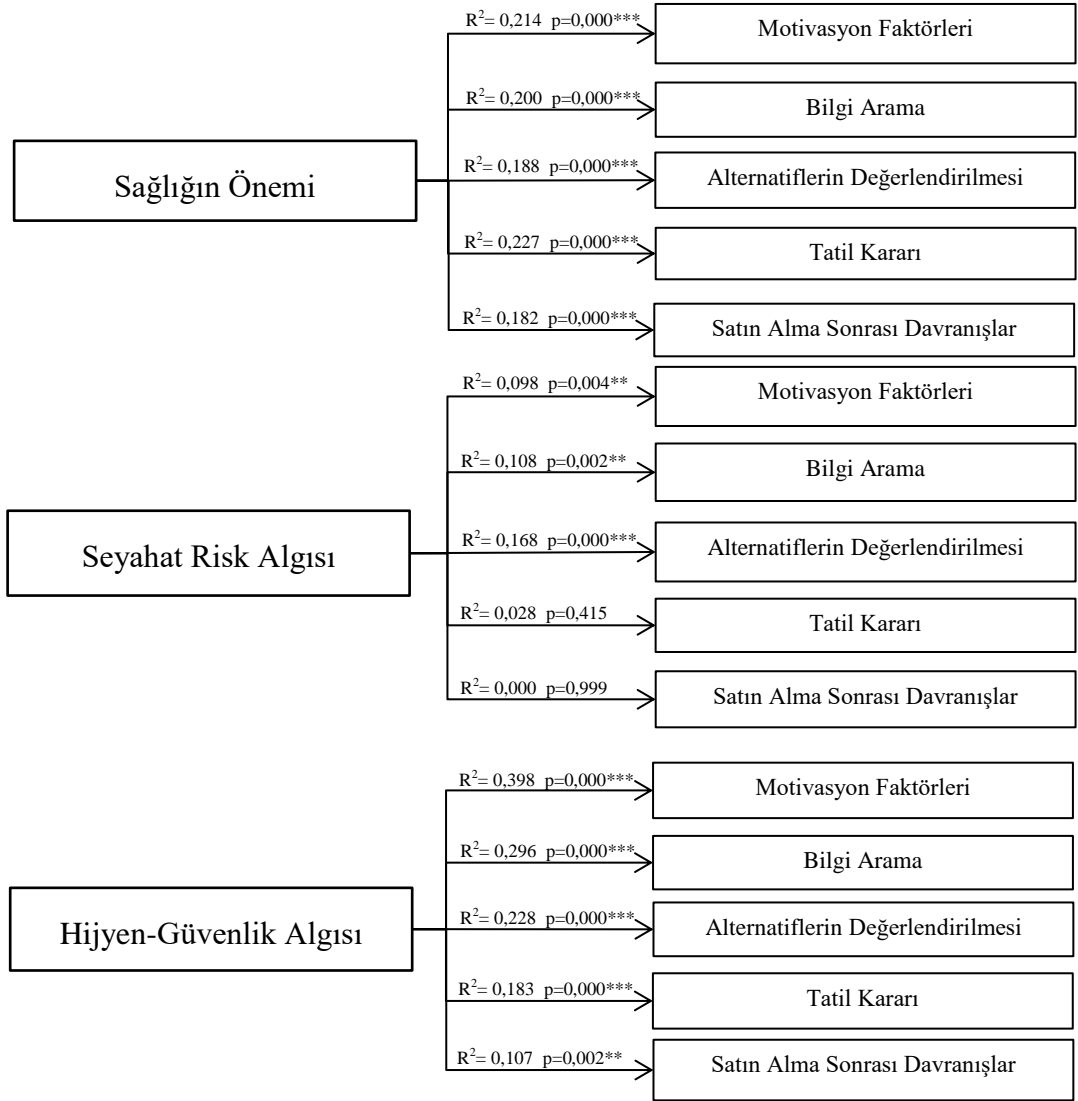 R²= 0,214 p=0,000***
Motivasyon Faktörleri
R²= 0,200 p=0,000***
Bilgi Arama
Sağlığın Önemi
R²= 0,188 p=0,000***
Alternatiflerin Değerlendirilmesi
R²= 0,227 p=0,000***
Tatil Kararı
R²= 0,182 p=0,000***
Satın Alma Sonrası Davranışlar
R²= 0,098 p=0,004**
Motivasyon Faktörleri
R²= 0,108 p=0,002**
Bilgi Arama
Seyahat Risk Algısı
R²= 0,168 p=0,000***
Alternatiflerin Değerlendirilmesi
R²= 0,028 p=0,415
Tatil Kararı
R²= 0,000 p=0,999
Satın Alma Sonrası Davranışlar
R²= 0,398 p=0,000***
Motivasyon Faktörleri
R²= 0,296 p=0,000***
Bilgi Arama
Hijyen-Güvenlik Algısı
R²= 0,228 p=0,000***
Alternatiflerin Değerlendirilmesi
R²= 0,183 p=0,000***
Tatil Kararı
R²= 0,107 p=0,002**
Satın Alma Sonrası Davranışlar